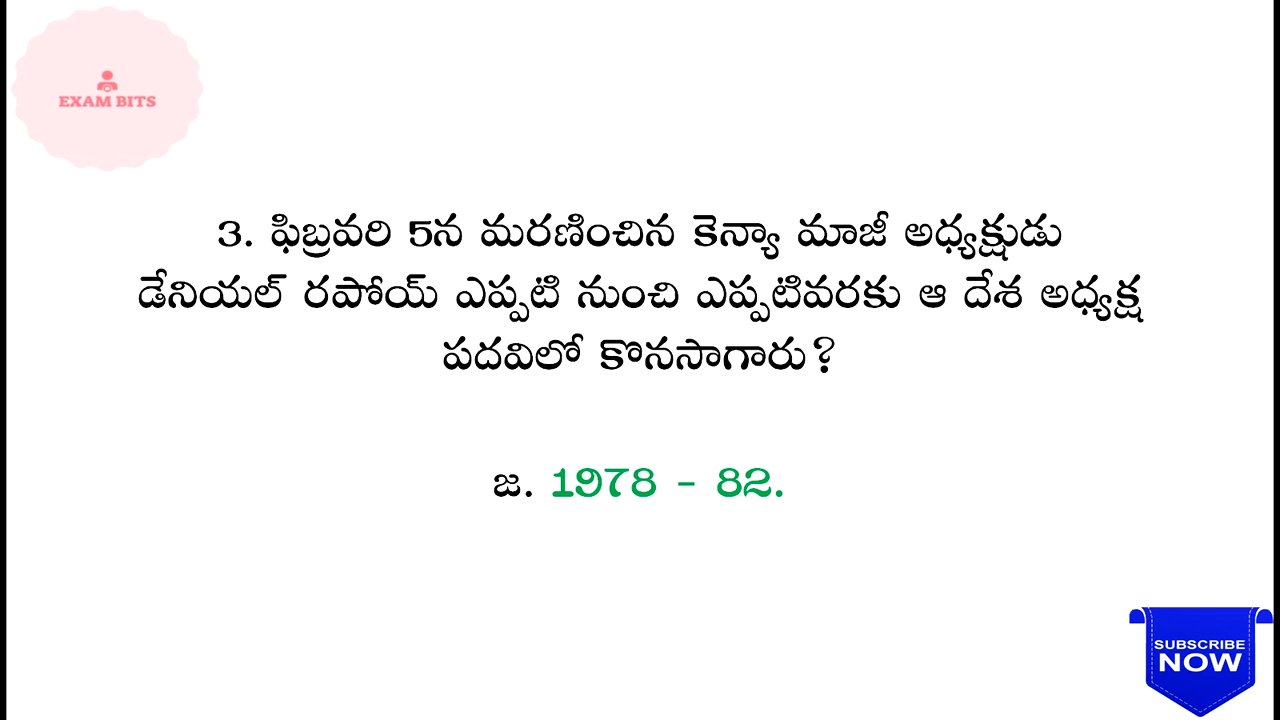 EXAM BITS
3. ఫిబ్రవరి 5న మరణించిన కెన్యా మాజీ అధ్యక్షుడు
డేనియల్ రపోయ్ ఎప్పటి నుంచి ఎప్పటివరకు ఆ దేశ అధ్యక్ష
పదవిలో కొనసాగారు?
జ. 1978 - 82.
SUBSCRIBE
NOW